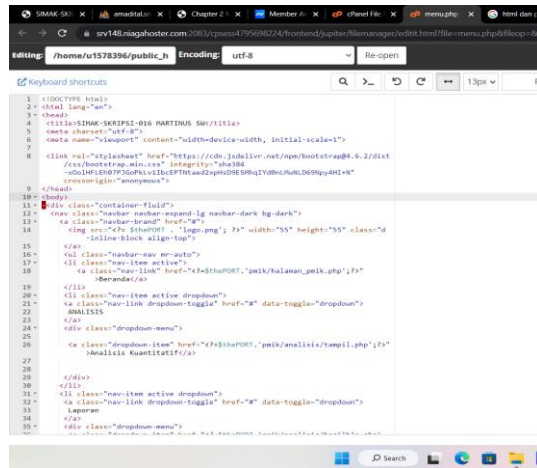 SIMAK-SKR
amadital.sc
Chapter 2
Member Ar
cPanel File
menu.php
html dan p
srv148.niagahoster.com:2083/cpsess4795698224/frontend/jupiter/filemanager/editit.html?file=menu.php&fileop=
Editing: /home/u1578396/public_h Encoding: utf-8 Re-open
Keyboard shortcuts 13px
1 <!DOCTYPE html>
2 <html lang="en">
3 <head>
4 <title>SIMAK-SKRIPSI-016 MARTINUS SW</title>
5 <meta charset="utf-8">
6 <meta name="viewport" content="width=device-width, initial-scale=1">
7
8 <link rel="stylesheet" href="https://cdn.jsdelivr.net/npm/bootstrap@4.6.2/dist
/css/bootstrap.min.css" integrity="sha384
crossorigin="anonymous">
9 </head>
10 <body>
11 <div class="container-fluid">
12 <nav class="navbar navbar-expand-lg navbar-dark bg-dark">
13 <a class="navbar-brand" href="#">
14 <img src="<?= $thePORT . 'logo.png'; ?>" width="55" height="55" class="d
-inline-block align-top">
15 </a>
16 <ul class="navbar-nav mr-auto">
17 <li class="nav-item active">
18 <a class="nav-link" href="<?=$thePORT.'pmik/halaman_pmik.php';?>"
>Beranda</a>
19 </li>
20 <li class="nav-item active dropdown">
21 <a class="nav-link dropdown-toggle" href="#" data-toggle="dropdown">
22 ANALISIS
23 </a>
24 <div class="dropdown-menu">
25
26 <a class="dropdown-item" href="<?=$thePORT.'pmik/analisis/tampil.php';?>"
>Analisis Kuantitatif</a>
27
28
29 </div>
30 </li>
31 <li class="nav-item active dropdown">
32 <a class="nav-link dropdown-toggle" href="#" data-toggle="dropdown">
33 Laporan
34 </a>
35 <div class="dropdown-menu">
Search